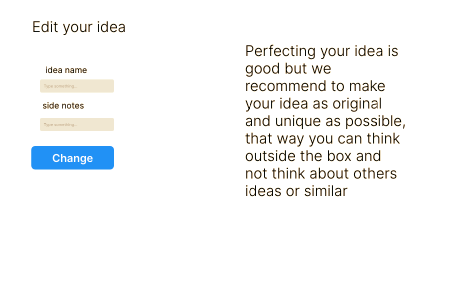 Edit your idea
idea name
Type something...
side notes
Type something...
Change
Perfecting your idea is
good but we
recommend to make
your idea as original
and unique as possible,
that way you can think
outside the box and
not think about others
ideas or similar